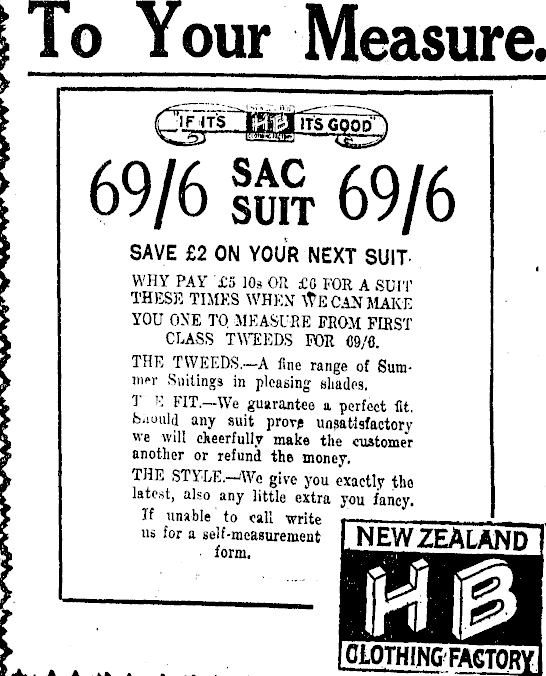 To Your Measure.
"IF IT'S HB IT'S GOOD"
CLOTHING FACTORY
69/6 SAC SUIT 69/6
SAVE £2 ON YOUR NEXT SUIT.
WHY PAY £5 10s OR £6 FOR A SUIT
THESE TIMES WHEN WE CAN MAKE
YOU ONE TO MEASURE FROM FIRST
CLASS TWEEDS FOR 69/6.
THE TWEEDS.—A fine range of Sum-
mer Suitings in pleasing shades.
T E FIT.—We guarantee a perfect fit.
Should any suit prove unsatisfactory
we will cheerfully make the customer
another or refund the money.
THE STYLE.—We give you exactly the
latest, also any little extra you fancy.
If unable to call write
us for a self-measurement
form.
NEW ZEALAND
HB
CLOTHING FACTORY